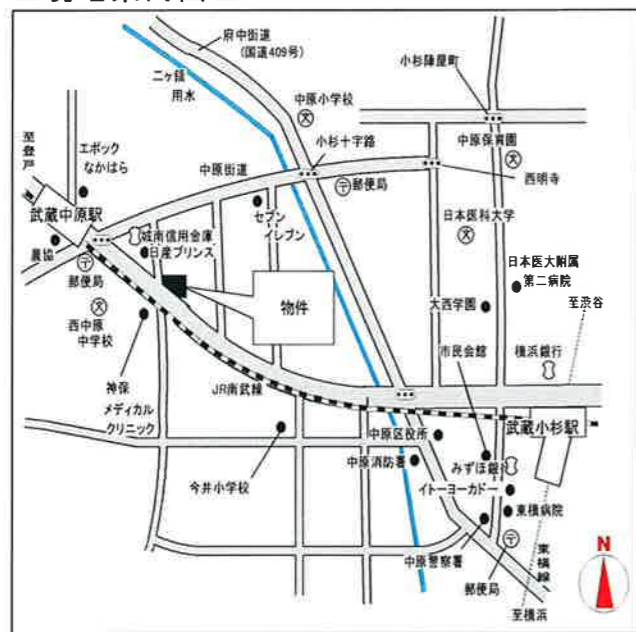 府中街道
(国道409号)
小杉陣屋町
二ヶ領
用水
中原小学校
文
至登戸
エポック
なかはら
小杉十字路
中原保育園
文
中原街道
〒郵便局
西明寺
武蔵中原駅
セブン
イレブン
日本医科大学
文
城南信用金庫
日産プリンス
農協
〒
郵便局
日本医大附属
第二病院
物件
大西学園
至渋谷
文
西中原
中学校
市民会館
横浜銀行
神保
メディカル
クリニック
JR南武線
武蔵小杉駅
中原区役所
中原消防署
みずほ銀行
今井小学校
イトーヨーカドー
東横病院
〒
中原警察署
郵便局
東横線
至横浜
N